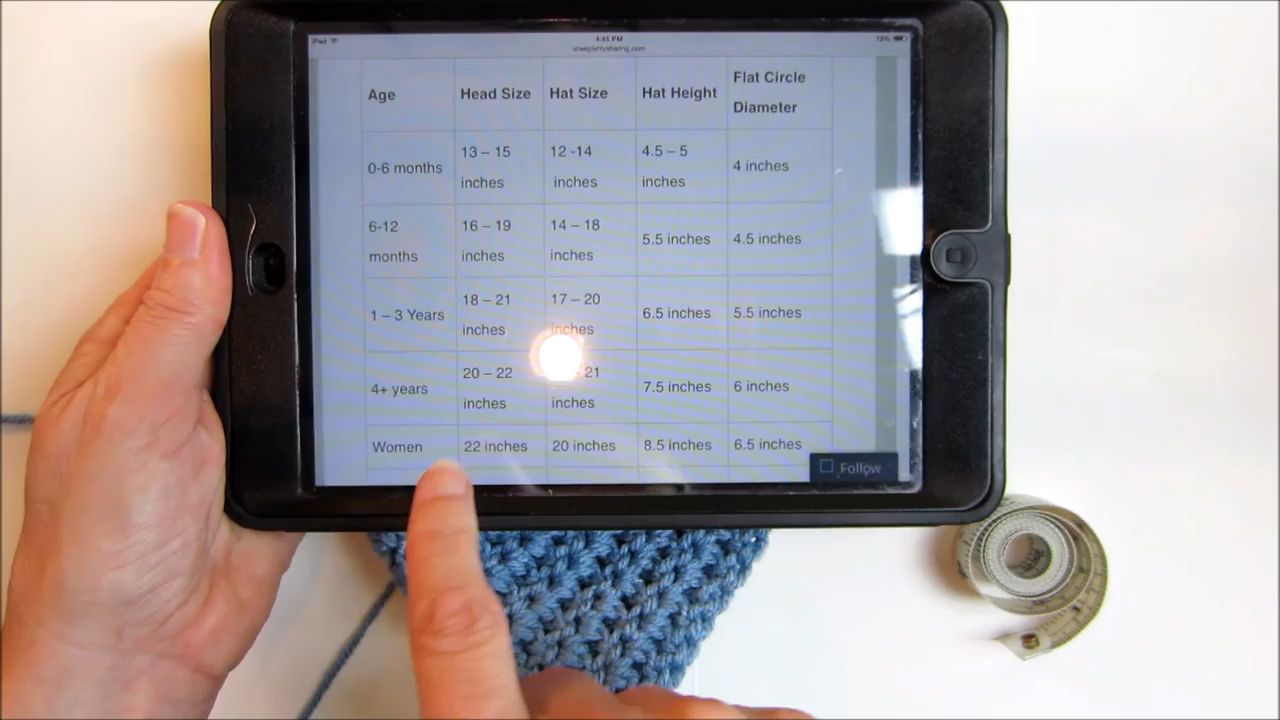 iPad
4:45 PM
78%
Age
Head Size
Hat Size
Hat Height
Flat Circle
Diameter
0-6 months
13 – 15
inches
12 -14
inches
4.5 – 5
inches
4 inches
6-12
months
16 – 19
inches
14 – 18
inches
5.5 inches
4.5 inches
1 – 3 Years
18 – 21
inches
17 – 20
inches
6.5 inches
5.5 inches
4+ years
20 – 22
inches
21
inches
7.5 inches
6 inches
Women
22 inches
20 inches
8.5 inches
6.5 inches
Follow